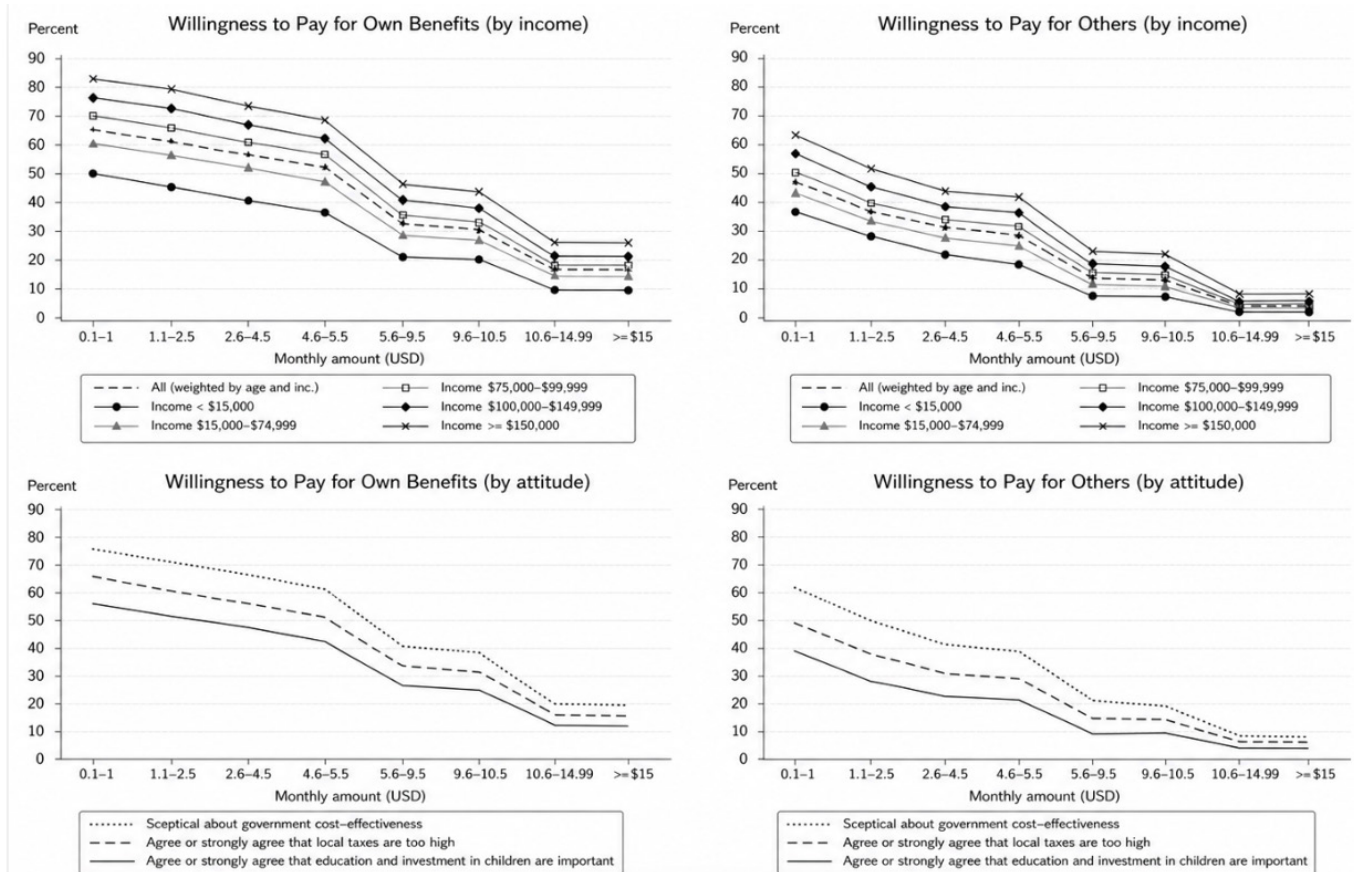 Willingness to Pay for Own Benefits (by income)
Percent
90
80
70
60
50
40
30
20
10
0
0.1–1 1.1–2.5 2.6–4.5 4.6–5.5 5.6–9.5 9.6–10.5 10.6–14.99 >=$15
Monthly amount (USD)
All (weighted by age and inc.) Income $75,000–$99,999
Income < $15,000 Income $100,000–$149,999
Income $15,000–$74,999 Income >= $150,000
Willingness to Pay for Others (by income)
Percent
90
80
70
60
50
40
30
20
10
0
0.1–1 1.1–2.5 2.6–4.5 4.6–5.5 5.6–9.5 9.6–10.5 10.6–14.99 >=$15
Monthly amount (USD)
All (weighted by age and inc.) Income $75,000–$99,999
Income < $15,000 Income $100,000–$149,999
Income $15,000–$74,999 Income >= $150,000
Willingness to Pay for Own Benefits (by attitude)
Percent
90
80
70
60
50
40
30
20
10
0
0.1–1 1.1–2.5 2.6–4.5 4.6–5.5 5.6–9.5 9.6–10.5 10.6–14.99 >=$15
Monthly amount (USD)
Sceptical about government cost–effectiveness
Agree or strongly agree that local taxes are too high
Agree or strongly agree that education and investment in children are important
Willingness to Pay for Others (by attitude)
Percent
90
80
70
60
50
40
30
20
10
0
0.1–1 1.1–2.5 2.6–4.5 4.6–5.5 5.6–9.5 9.6–10.5 10.6–14.99 >=$15
Monthly amount (USD)
Sceptical about government cost–effectiveness
Agree or strongly agree that local taxes are too high
Agree or strongly agree that education and investment in children are important